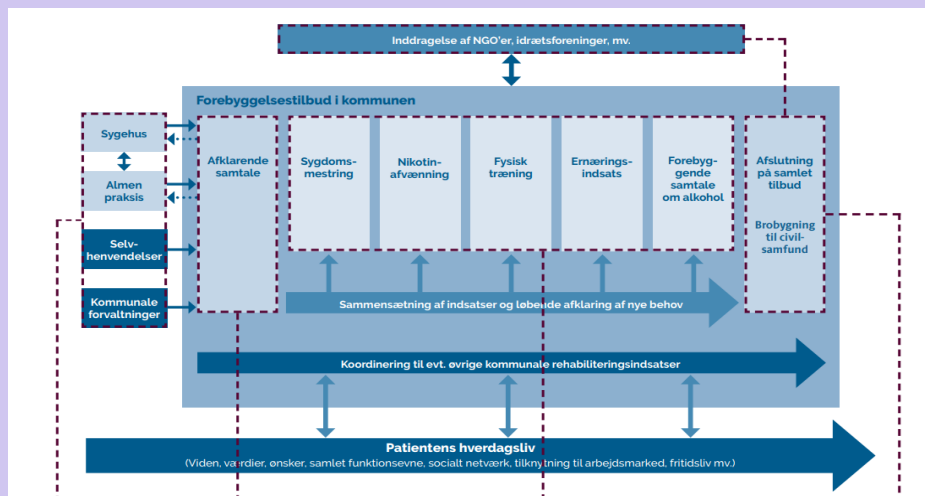 Inddragelse af NGO'er, idrætsforeninger, mv.
Forebyggelsestilbud i kommunen
Sygehus
Almen
praksis
Selv-
henvendelser
Kommunale
forvaltninger
Afklarende
samtale
Sygdoms-
mestring
Nikotin-
afvænning
Fysisk
træning
Ernærings-
indsats
Forebyg-
gende
samtale
om alkohol
Afslutning
på samlet
tilbud
Brobygning
til civil-
samfund
Sammensætning af indsatser og løbende afklaring af nye behov
Koordinering til evt. øvrige kommunale rehabiliteringsindsatser
Patientens hverdagsliv
(Viden, værdier, ønsker, samlet funktionsevne, socialt netværk, tilknytning til arbejdsmarked, fritidsliv mv.)